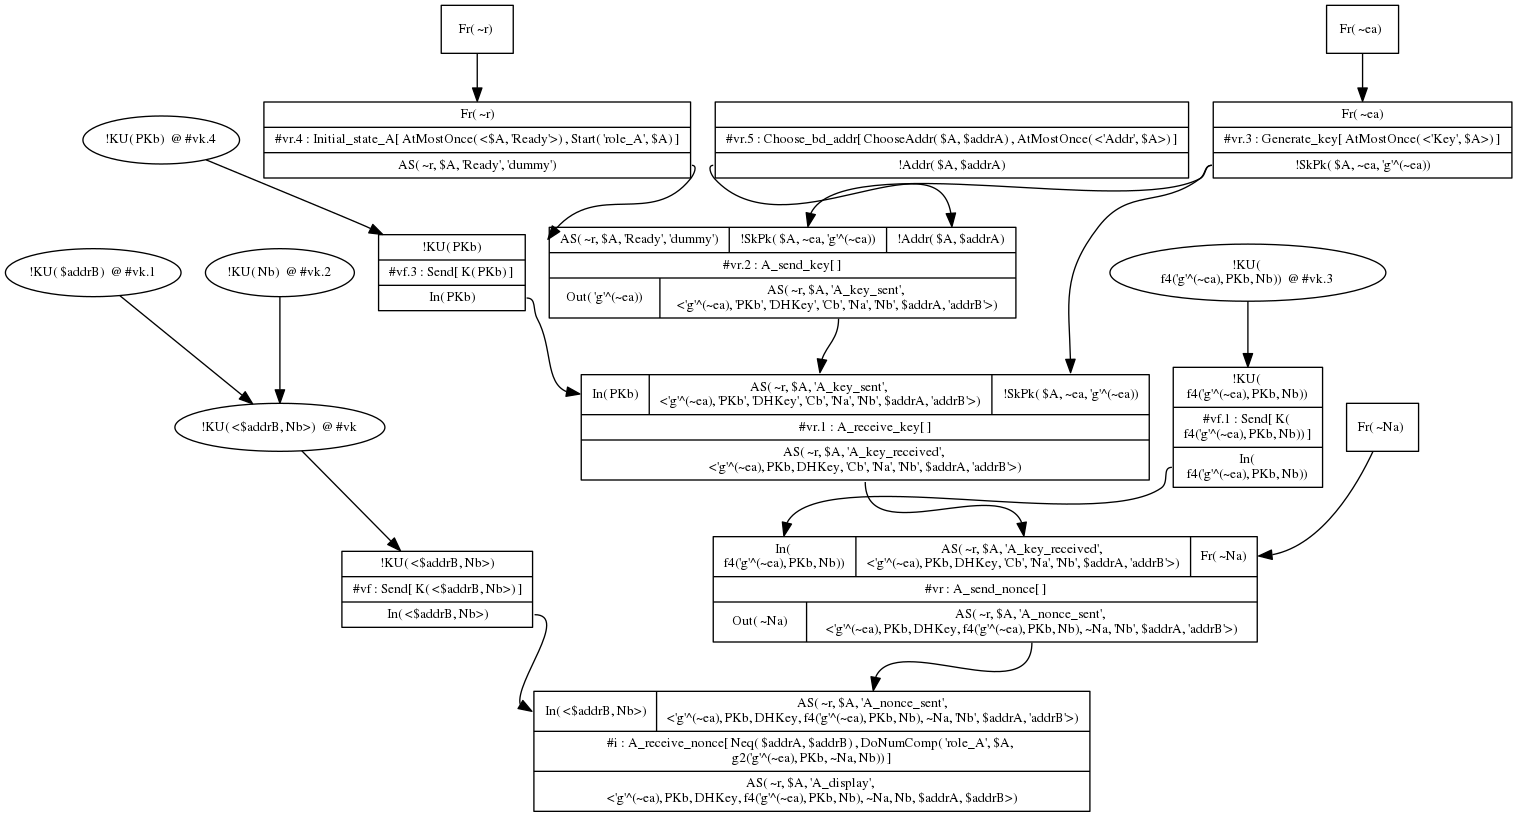 Fr( ~r)
Fr( ~ea)
Fr( ~r)
#vr.4 : Initial_state_A[ AtMostOnce( <$A, 'Ready'>) , Start( 'role_A', $A) ]
AS( ~r, $A, 'Ready', 'dummy')
#vr.5 : Choose_bd_addr[ ChooseAddr( $A, $addrA) , AtMostOnce( <'Addr', $A>) ]
!Addr( $A, $addrA)
Fr( ~ea)
#vr.3 : Generate_key[ AtMostOnce( <'Key', $A>) ]
!SkPk( $A, ~ea, 'g'^(~ea))
!KU( PKb) @ #vk.4
!KU( PKb)
#vf.3 : Send[ K( PKb) ]
In( PKb)
AS( ~r, $A, 'Ready', 'dummy')
!SkPk( $A, ~ea, 'g'^(~ea))
!Addr( $A, $addrA)
#vr.2 : A_send_key[ ]
Out( 'g'^(~ea))
AS( ~r, $A, 'A_key_sent',
<'g'^(~ea), 'PKb', 'DHKey', 'Cb', 'Na', 'Nb', $addrA, 'addrB'>)
!KU( $addrB) @ #vk.1
!KU( Nb) @ #vk.2
!KU(
f4('g'^(~ea), PKb, Nb)) @ #vk.3
In( PKb)
AS( ~r, $A, 'A_key_sent',
<'g'^(~ea), 'PKb', 'DHKey', 'Cb', 'Na', 'Nb', $addrA, 'addrB'>)
!SkPk( $A, ~ea, 'g'^(~ea))
#vr.1 : A_receive_key[ ]
AS( ~r, $A, 'A_key_received',
<'g'^(~ea), PKb, DHKey, 'Cb', 'Na', 'Nb', $addrA, 'addrB'>)
!KU(
f4('g'^(~ea), PKb, Nb))
#vf.1 : Send[ K(
f4('g'^(~ea), PKb, Nb)) ]
In(
f4('g'^(~ea), PKb, Nb))
Fr( ~Na)
!KU( <$addrB, Nb>) @ #vk
!KU( <$addrB, Nb>)
#vf : Send[ K( <$addrB, Nb>) ]
In( <$addrB, Nb>)
In(
f4('g'^(~ea), PKb, Nb))
AS( ~r, $A, 'A_key_received',
<'g'^(~ea), PKb, DHKey, 'Cb', 'Na', 'Nb', $addrA, 'addrB'>)
Fr( ~Na)
#vr : A_send_nonce[ ]
Out( ~Na)
AS( ~r, $A, 'A_nonce_sent',
<'g'^(~ea), PKb, DHKey, f4('g'^(~ea), PKb, Nb), ~Na, 'Nb', $addrA, 'addrB'>)
In( <$addrB, Nb>)
AS( ~r, $A, 'A_nonce_sent',
<'g'^(~ea), PKb, DHKey, f4('g'^(~ea), PKb, Nb), ~Na, 'Nb', $addrA, 'addrB'>)
#i : A_receive_nonce[ Neq( $addrA, $addrB) , DoNumComp( 'role_A', $A,
g2('g'^(~ea), PKb, ~Na, Nb)) ]
AS( ~r, $A, 'A_display',
<'g'^(~ea), PKb, DHKey, f4('g'^(~ea), PKb, Nb), ~Na, Nb, $addrA, $addrB>)